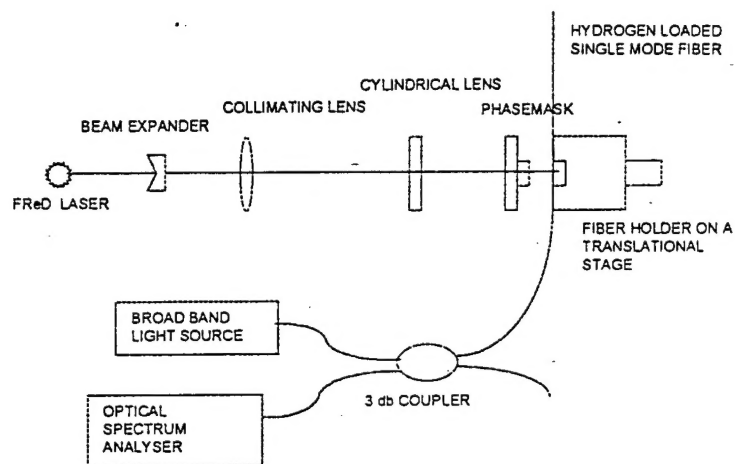 HYDROGEN LOADED
SINGLE MODE FIBER
CYLINDRICAL LENS
COLLIMATING LENS
PHASEMASK
BEAM EXPANDER
FReD LASER
FIBER HOLDER ON A
TRANSLATIONAL
STAGE
BROAD BAND
LIGHT SOURCE
3 db COUPLER
OPTICAL
SPECTRUM
ANALYSER